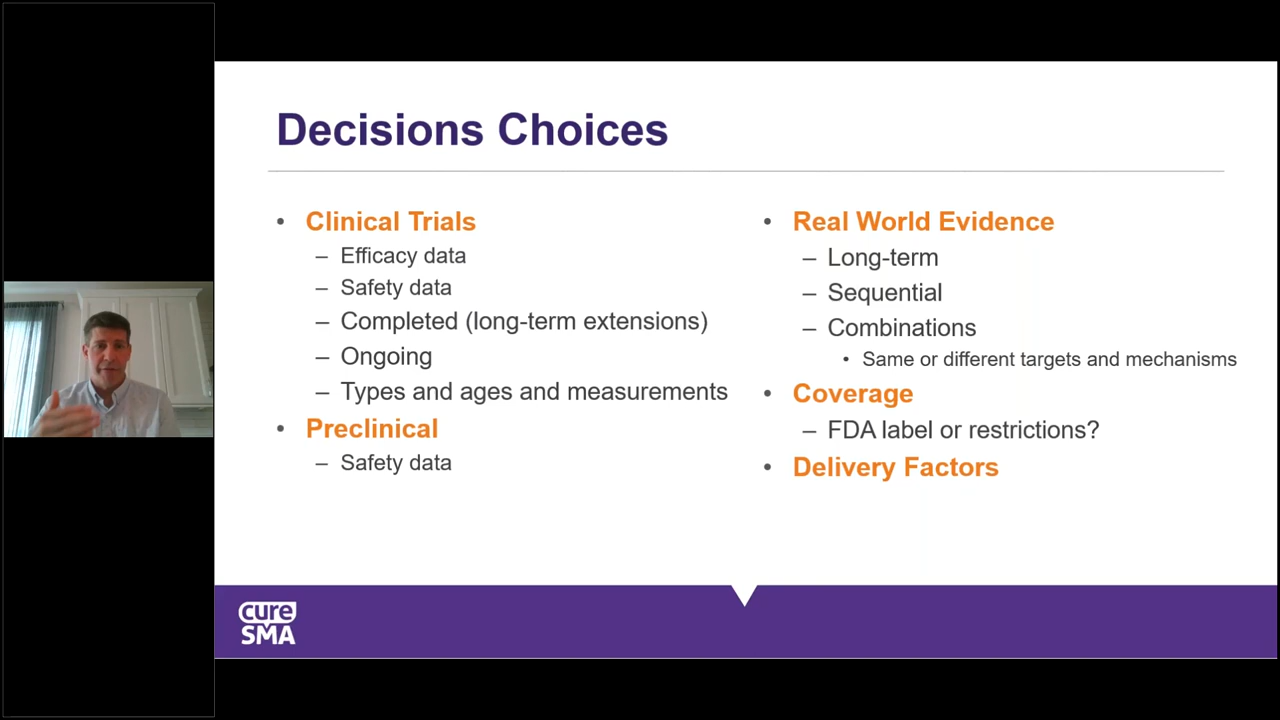 Decisions Choices
• Clinical Trials
– Efficacy data
– Safety data
– Completed (long-term extensions)
– Ongoing
– Types and ages and measurements
• Preclinical
– Safety data
• Real World Evidence
– Long-term
– Sequential
– Combinations
• Same or different targets and mechanisms
• Coverage
– FDA label or restrictions?
• Delivery Factors
cure
SMA